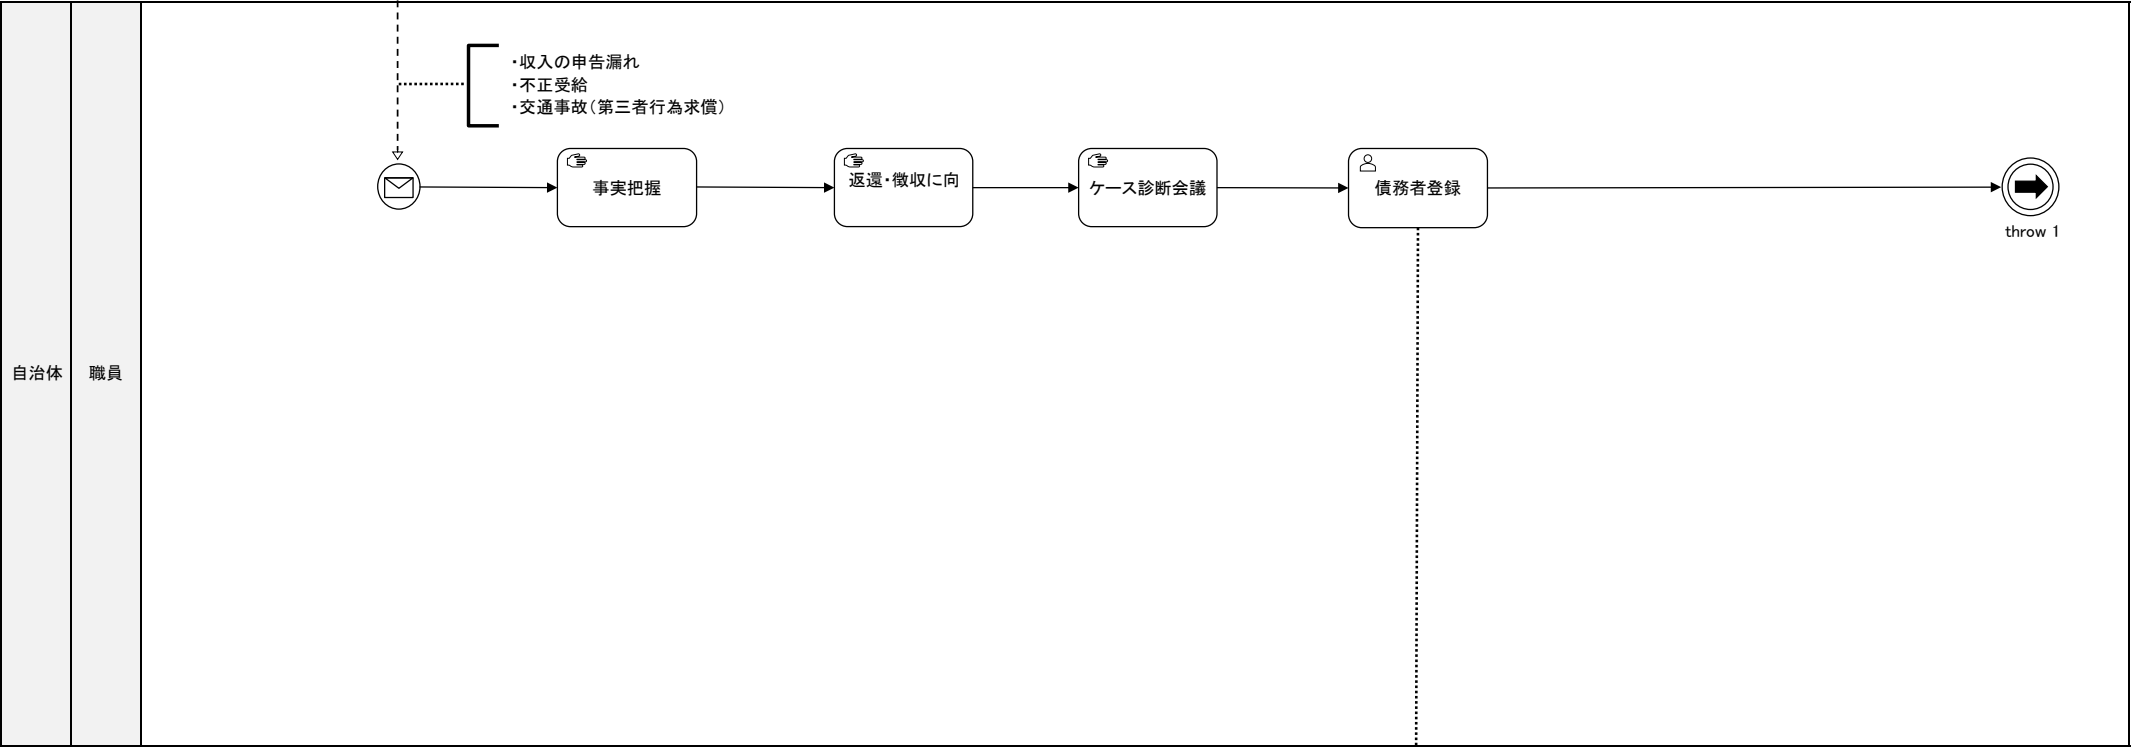 ・収入の申告漏れ
・不正受給
・交通事故(第三者行為求償)
事実把握
返還・徴収に向
ケース診断会議
債務者登録
throw 1
自治体
職員